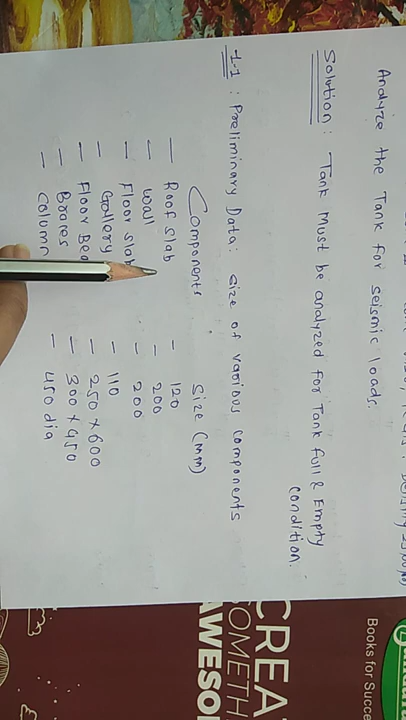 Analyze the Tank for seismic loads.
Solution: Tank Must be analyzed for Tank full & Empty
condition.
1.1: Preliminary Data: size of various components
Components Size (mm)
— Roof slab - 120
— wall - 200
— Floor slab - 200
— Gallery - 110
— Floor - 250 × 600
— Braces - 300 × 450
— Column - 450 dia
Books for
CREA
OMETH
AWESO